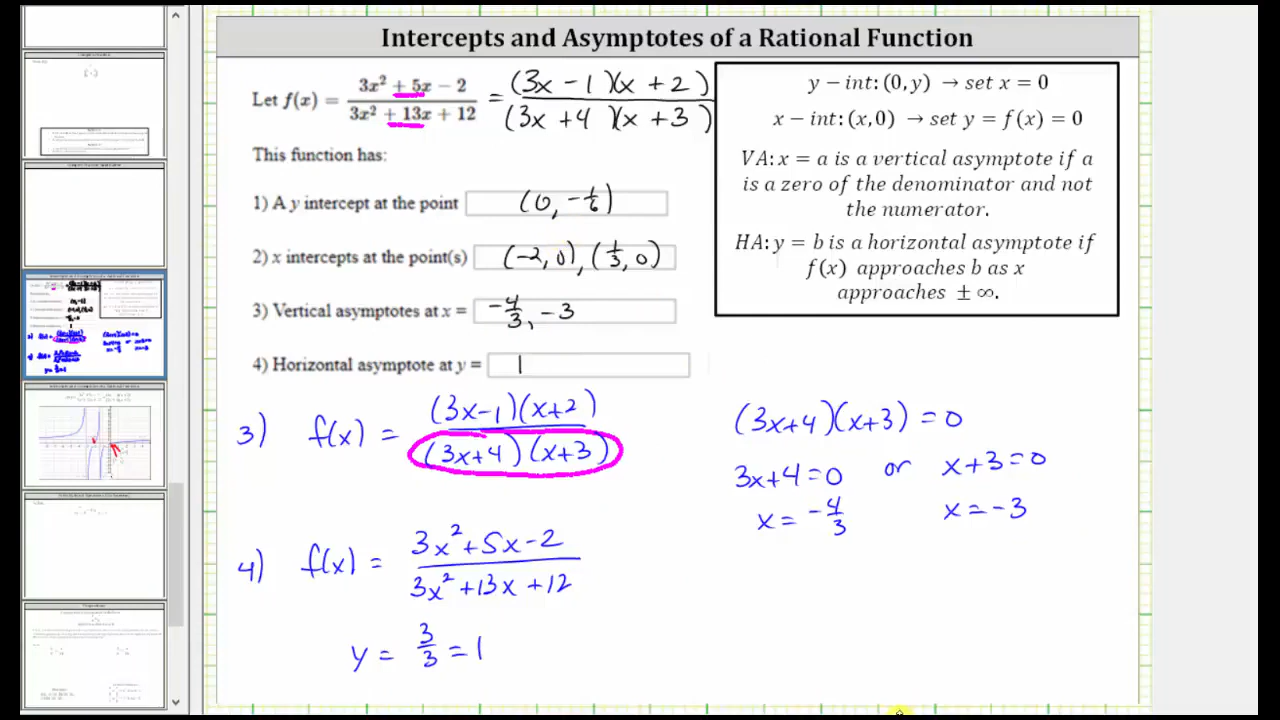 Intercepts and Asymptotes of a Rational Function
Let f(x) = 3x² + 5x − 2 / 3x² + 13x + 12 = (3x − 1)(x + 2) / (3x + 4)(x + 3)
This function has:
1) A y intercept at the point (0, −1/6)
2) x intercepts at the point(s) (−2, 0), (1/3, 0)
3) Vertical asymptotes at x = −4/3, −3
4) Horizontal asymptote at y = 1
y − int: (0, y) → set x = 0
x − int: (x, 0) → set y = f(x) = 0
VA: x = a is a vertical asymptote if a
is a zero of the denominator and not
the numerator.
HA: y = b is a horizontal asymptote if
f(x) approaches b as x
approaches ± ∞.
3) f(x) = (3x−1)(x+2) / (3x+4)(x+3)
(3x+4)(x+3) = 0
3x+4=0 or x+3=0
x = −4/3 x = −3
4) f(x) = 3x²+5x−2 / 3x²+13x+12
y = 3/3 = 1